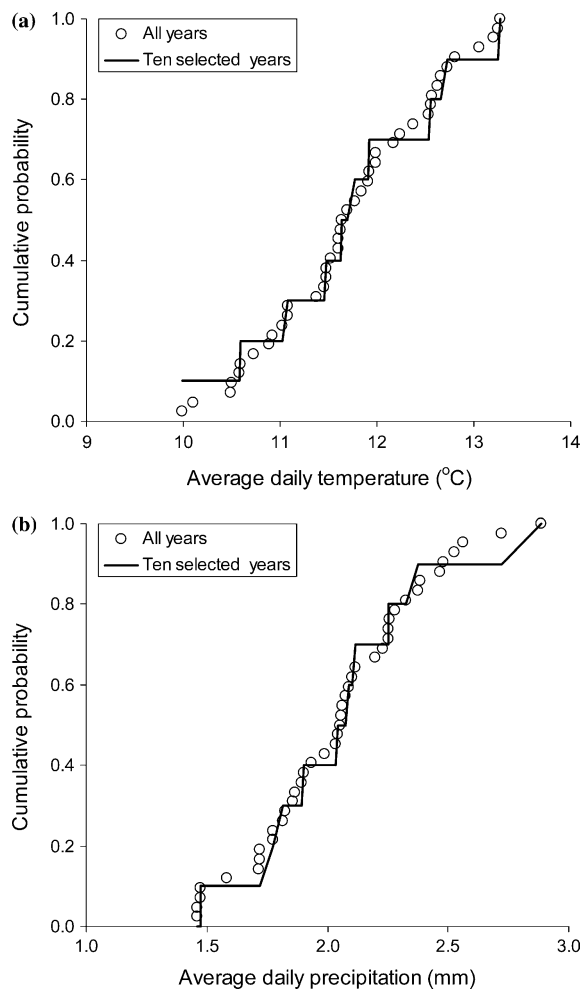 (a)
1.0
All years
Ten selected years
0.8
0.6
0.4
0.2
0.0
Cumulative probability
9 10 11 12 13 14
Average daily temperature (°C)
(b)
1.0
All years
Ten selected years
0.8
0.6
0.4
0.2
0.0
Cumulative probability
1.0 1.5 2.0 2.5 3.0
Average daily precipitation (mm)